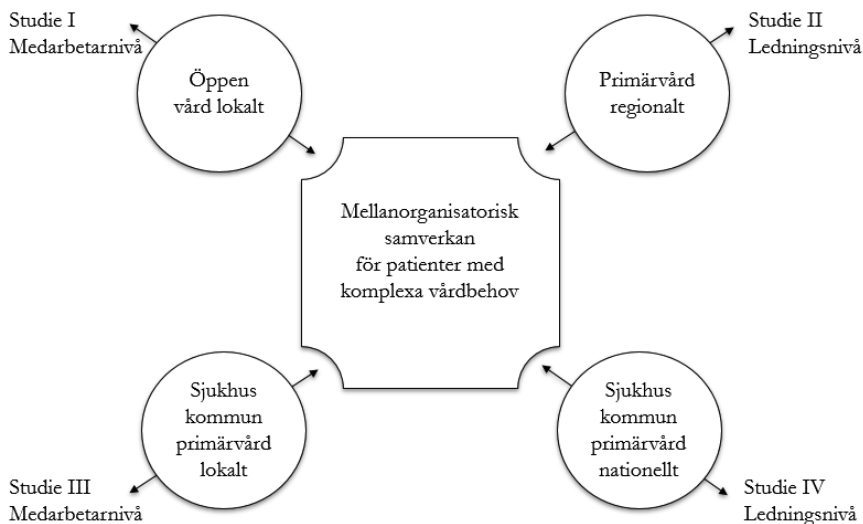 Studie I
Medarbetarnivå
Öppen
vård lokalt
Primärvård
regionalt
Studie II
Ledningsnivå
Mellanorganisatorisk
samverkan
för patienter med
komplexa vårdbehov
Sjukhus
kommun
primärvård
lokalt
Sjukhus
kommun
primärvård
nationellt
Studie III
Medarbetarnivå
Studie IV
Ledningsnivå